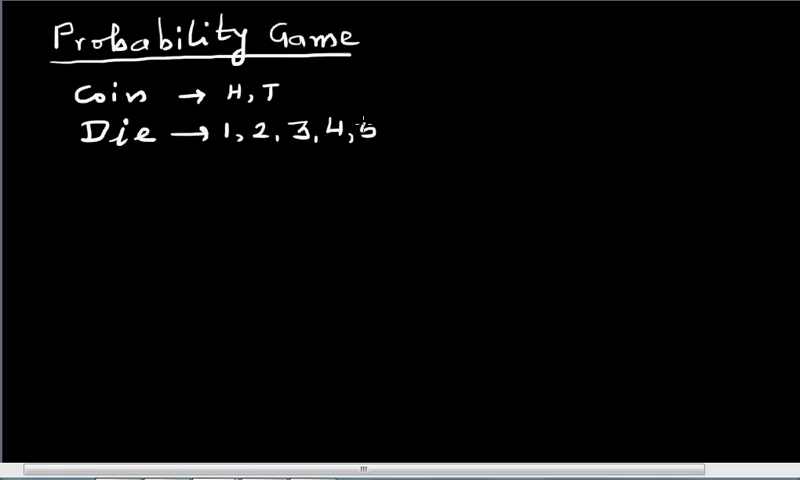 Probability Game
Coin → H, T
Die → 1, 2, 3, 4, 5